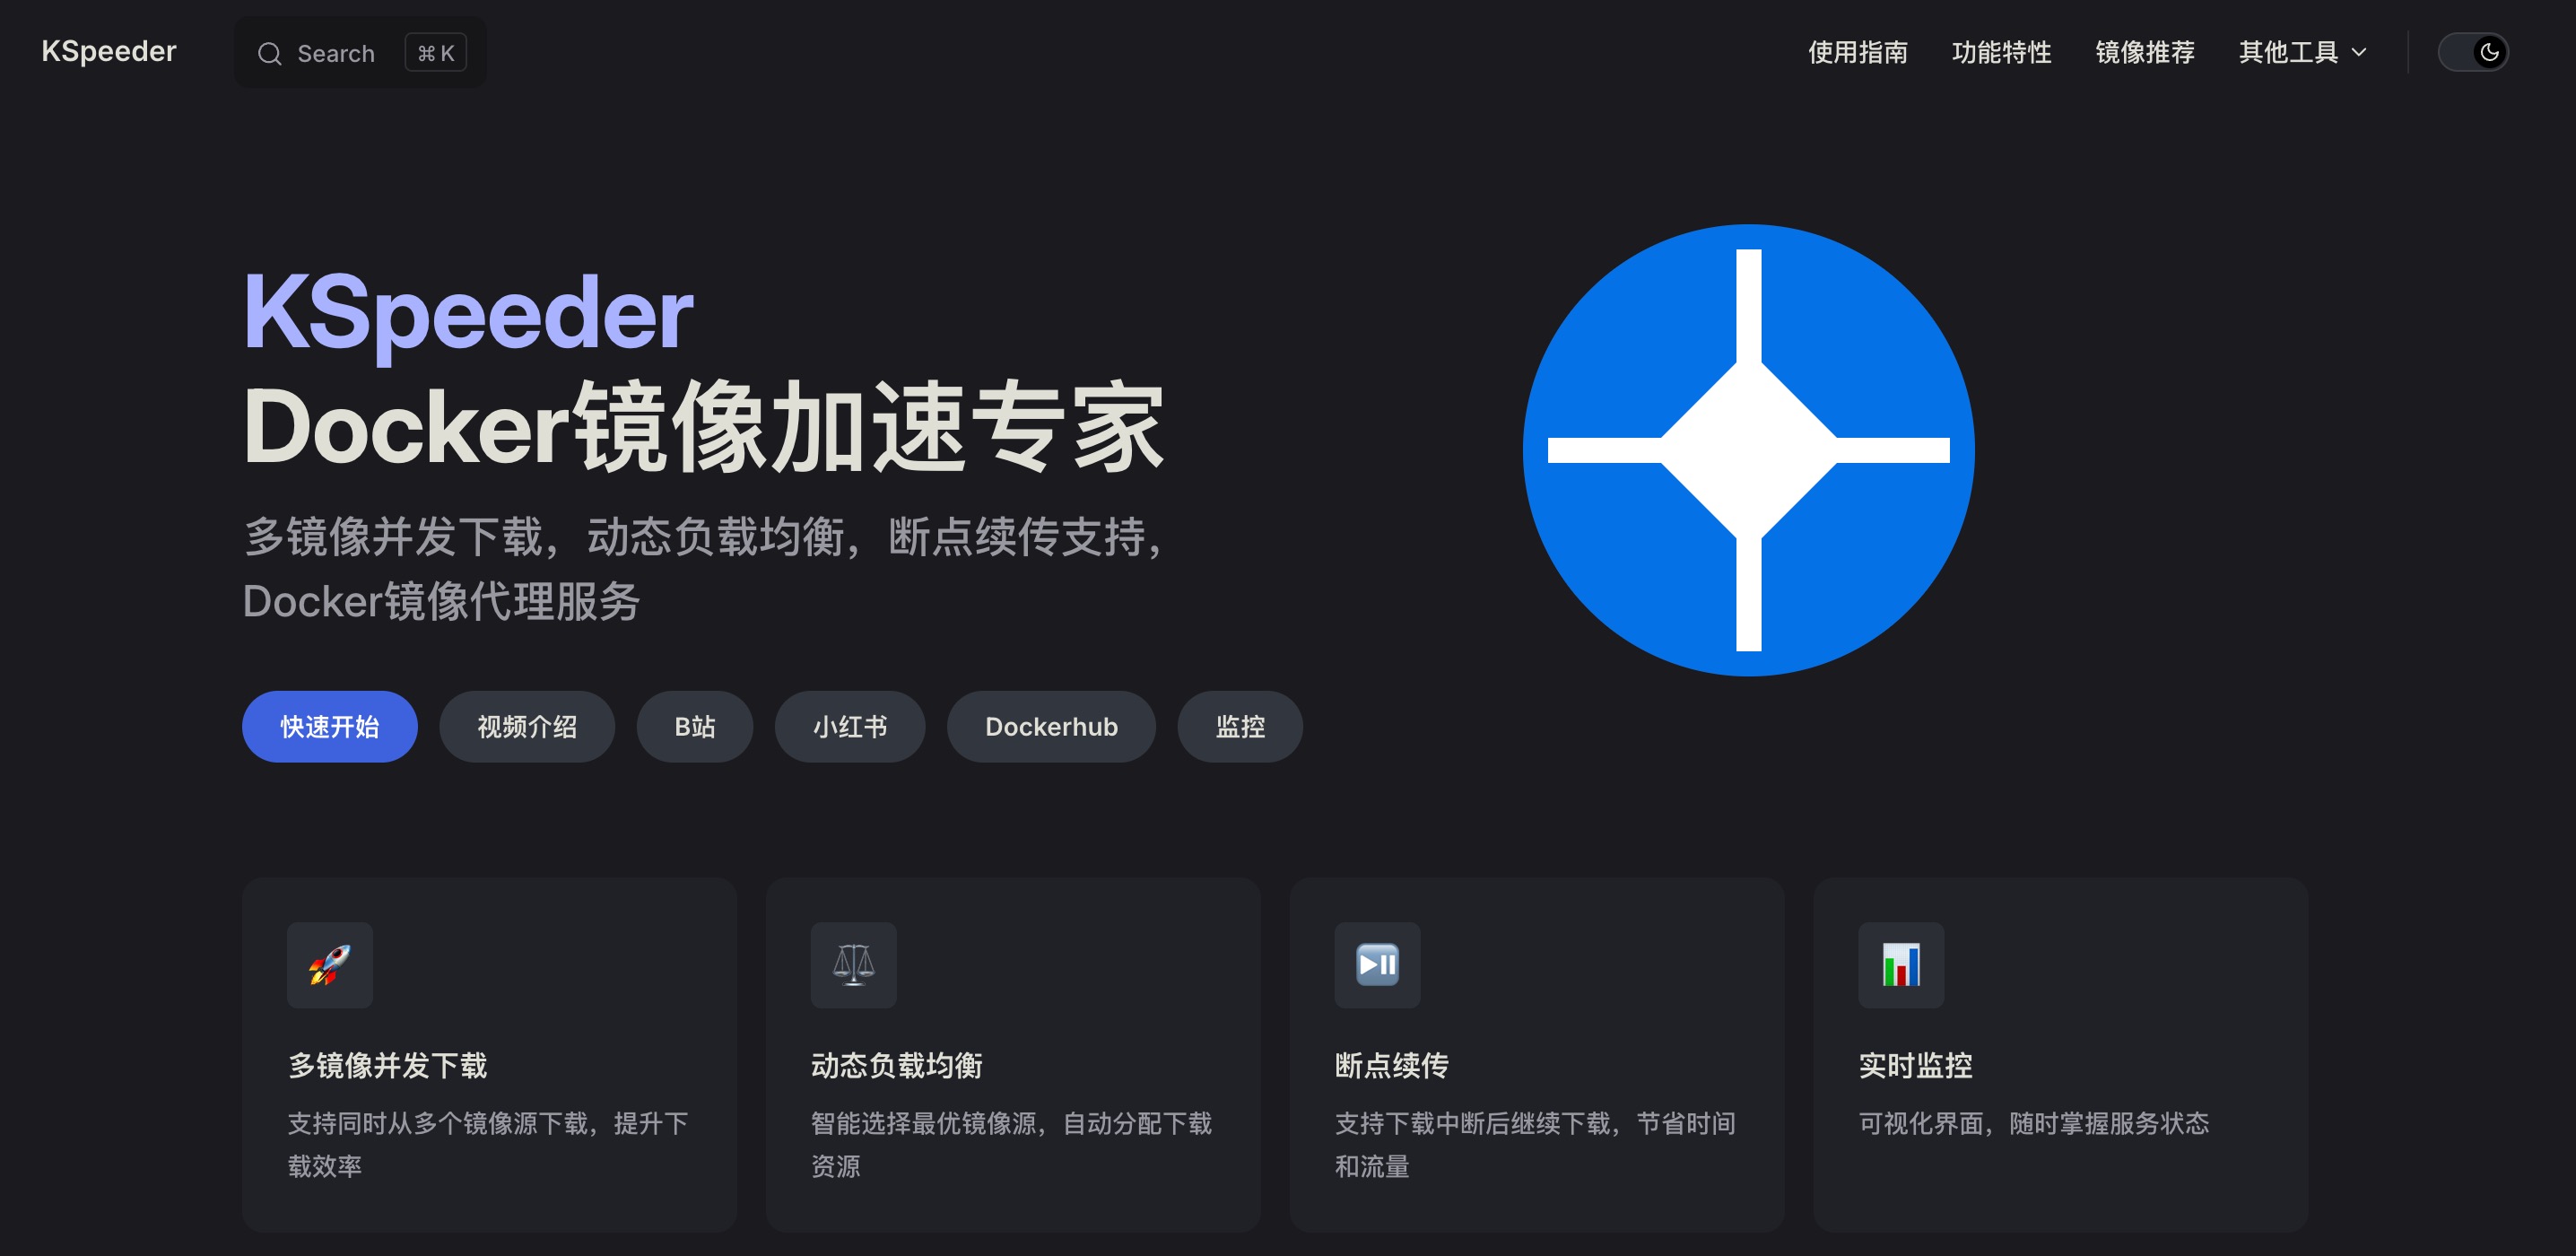 KSpeeder
Search
⌘ K
使用指南
功能特性
镜像推荐
其他工具
KSpeeder
Docker镜像加速专家
多镜像并发下载，动态负载均衡，断点续传支持，
Docker镜像代理服务
快速开始
视频介绍
B站
小红书
Dockerhub
监控
多镜像并发下载
支持同时从多个镜像源下载，提升下
载效率
动态负载均衡
智能选择最优镜像源，自动分配下载
资源
断点续传
支持下载中断后继续下载，节省时间
和流量
实时监控
可视化界面，随时掌握服务状态